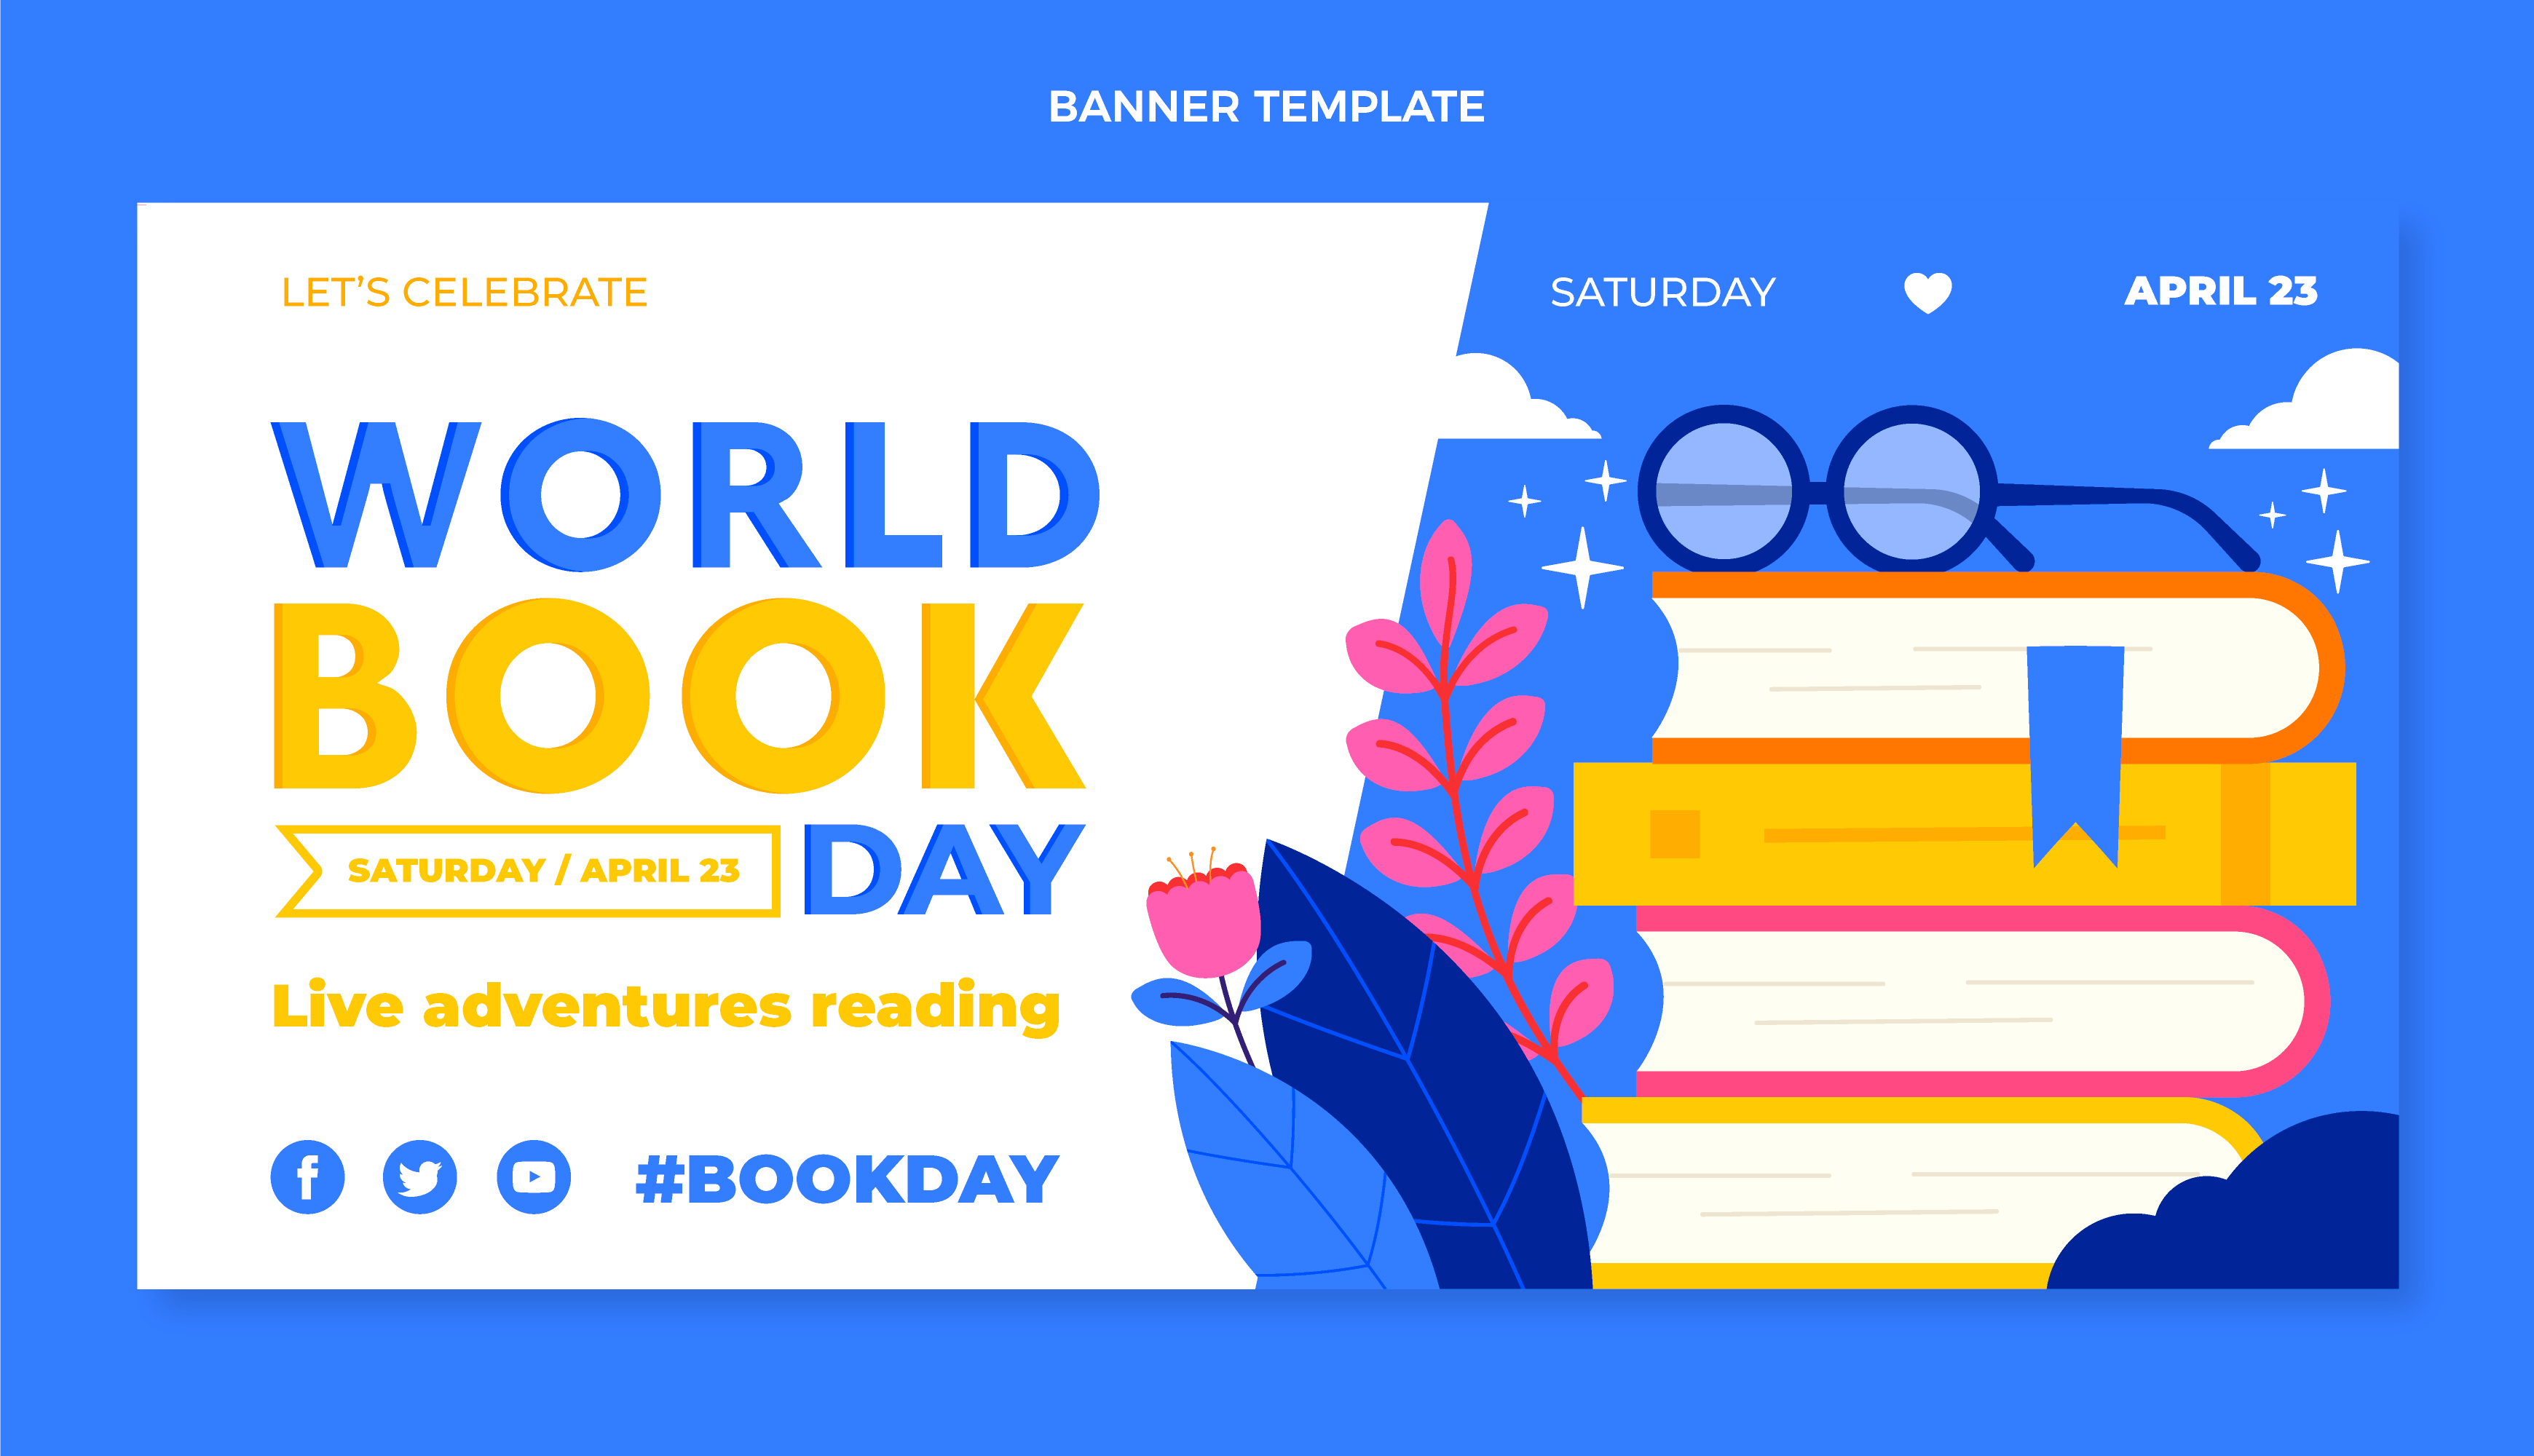 BANNER TEMPLATE
LET'S CELEBRATE
SATURDAY
APRIL 23
WORLD
BOOK
SATURDAY / APRIL 23
DAY
Live adventures reading
#BOOKDAY